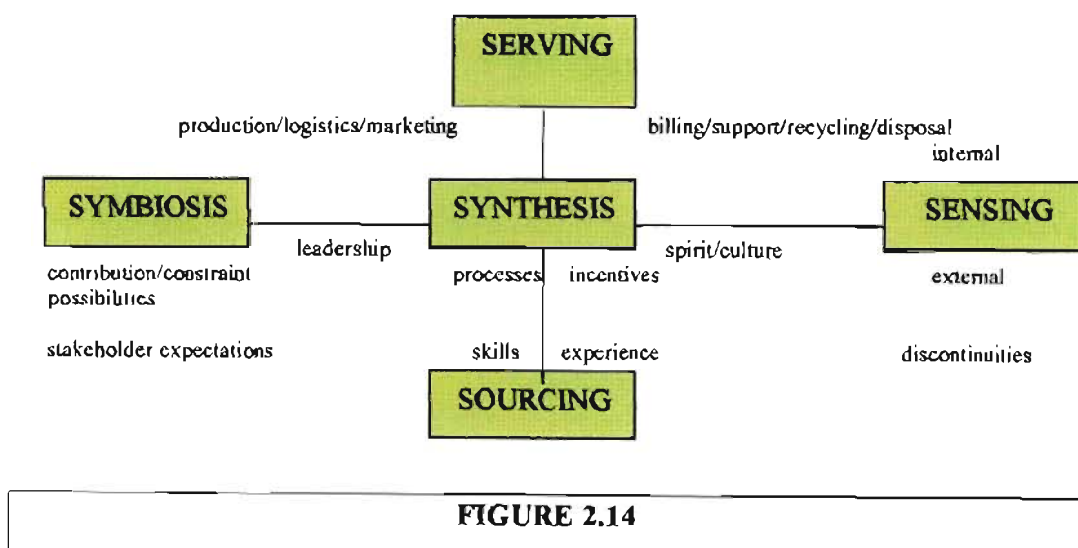 SERVING
production/logistics/marketing billing/support/recycling/disposal
internal
SYMBIOSIS SYNTHESIS SENSING
leadership spirit/culture
contribution/constraint processes incentives external
possibilities
stakeholder expectations skills experience discontinuities
SOURCING
FIGURE 2.14